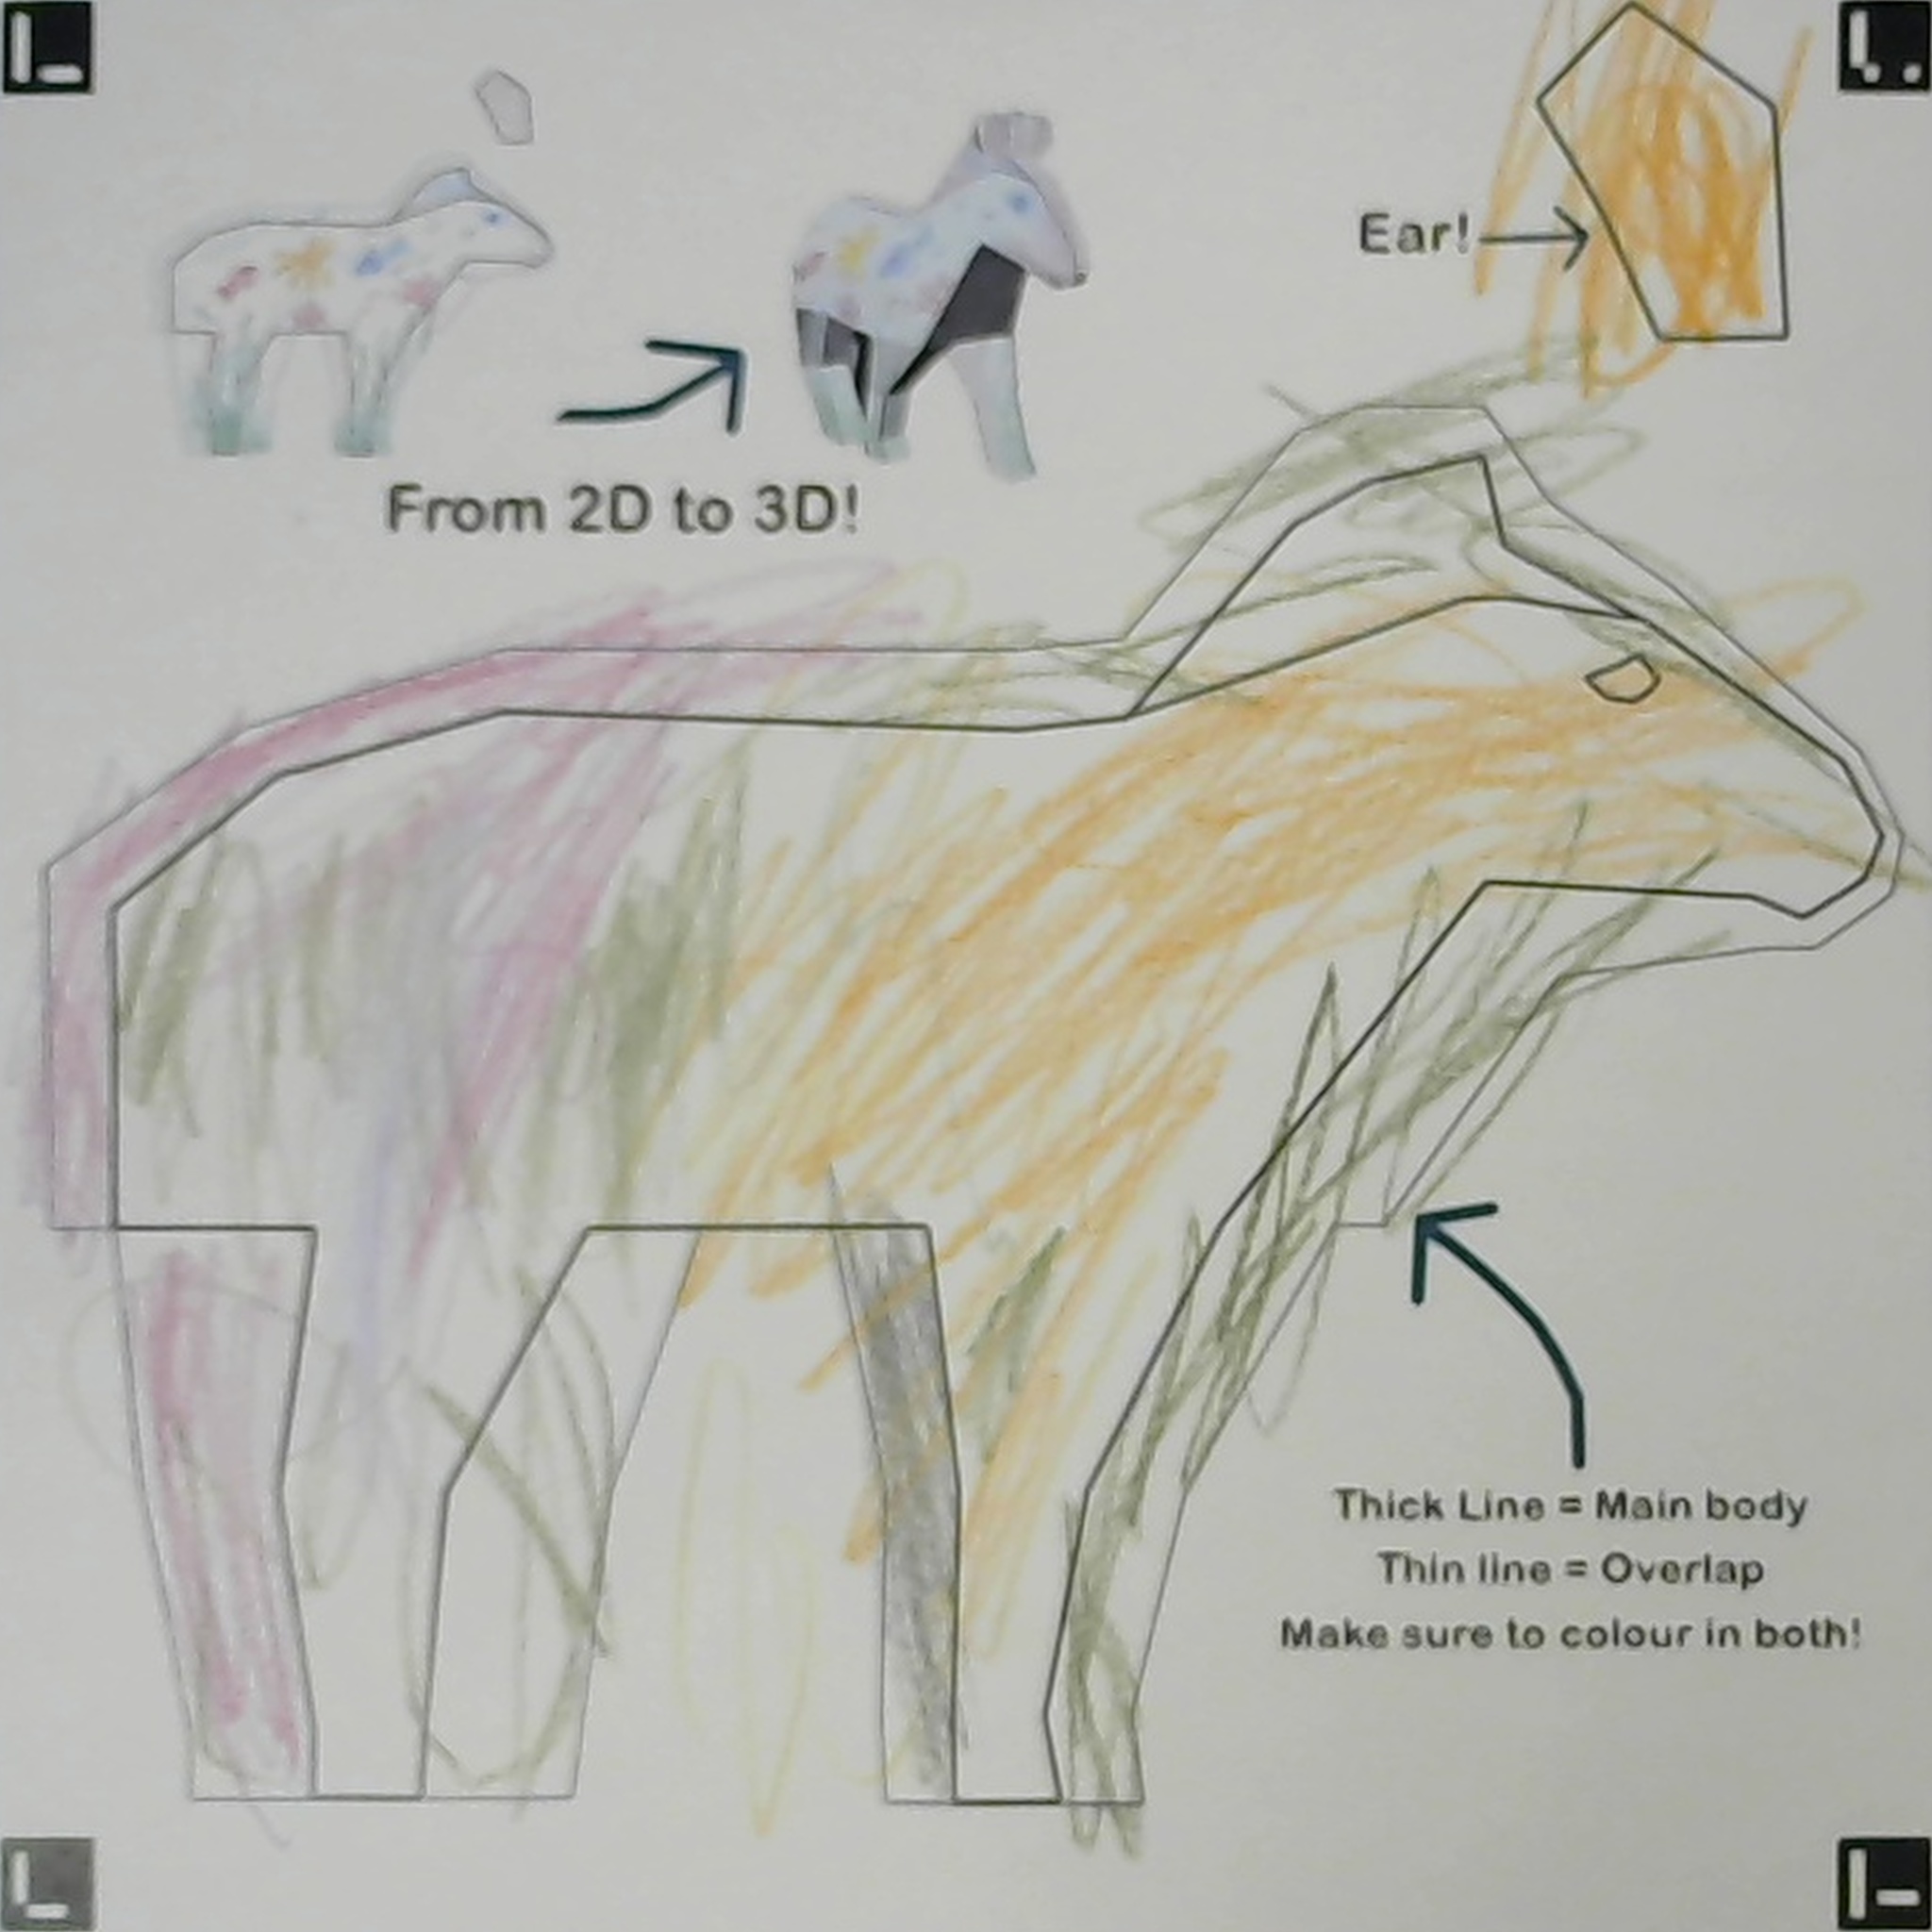 Ear!
From 2D to 3D!
Thick Line = Main body
Thin line = Overlap
Make sure to colour in both!